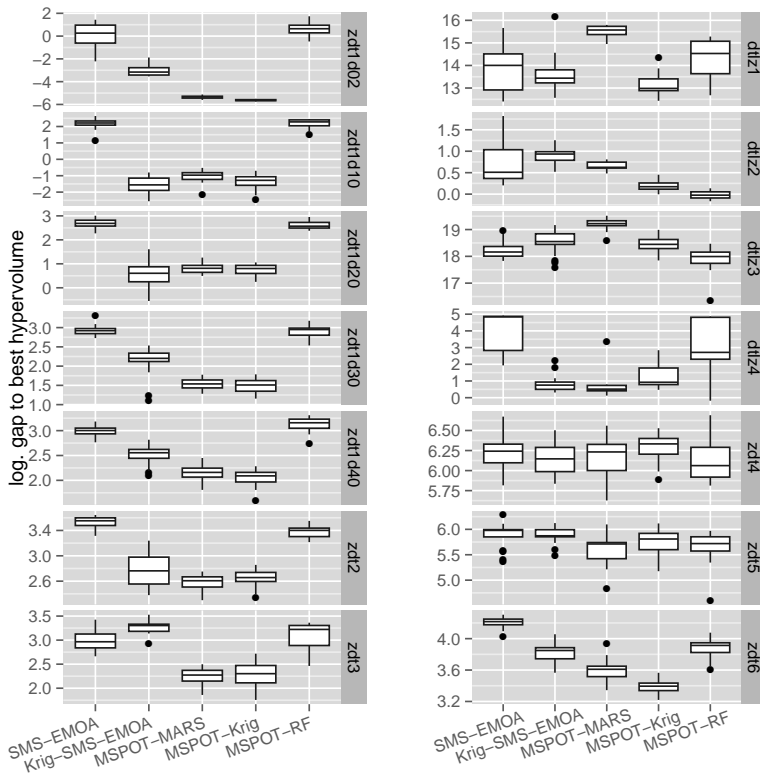 log. gap to best hypervolume
2
0
−2
−4
−6
zdt1d02
2
1
0
−1
−2
zdt1d10
3
2
1
0
zdt1d20
3.0
2.5
2.0
1.5
1.0
zdt1d30
3.0
2.5
2.0
zdt1d40
3.4
3.0
2.6
zdt2
3.5
3.0
2.5
2.0
zdt3
SMS−EMOA
Krig−SMS−EMOA
MSPOT−MARS
MSPOT−Krig
MSPOT−RF
16
15
14
13
dtlz1
1.5
1.0
0.5
0.0
dtlz2
19
18
17
dtlz3
5
4
3
2
1
0
dtlz4
6.50
6.25
6.00
5.75
zdt4
6.0
5.5
5.0
zdt5
4.0
3.6
3.2
zdt6
SMS−EMOA
Krig−SMS−EMOA
MSPOT−MARS
MSPOT−Krig
MSPOT−RF